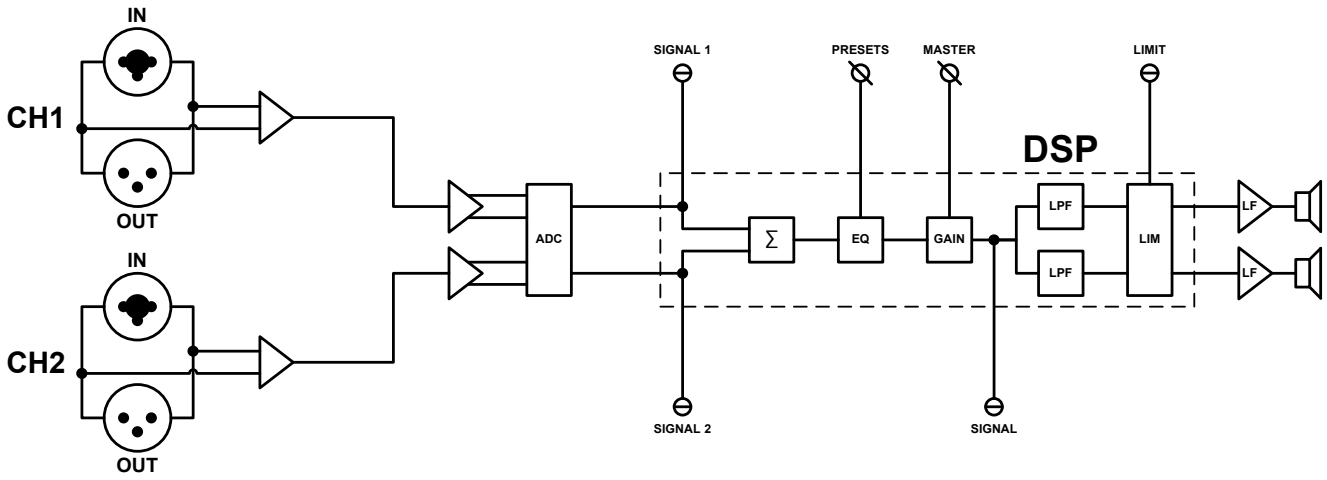 IN
CH1
OUT
IN
CH2
OUT
ADC
SIGNAL 1
SIGNAL 2
PRESETS
MASTER
LIMIT
DSP
Σ
EQ
GAIN
SIGNAL
LPF
LPF
LIM
LF
LF